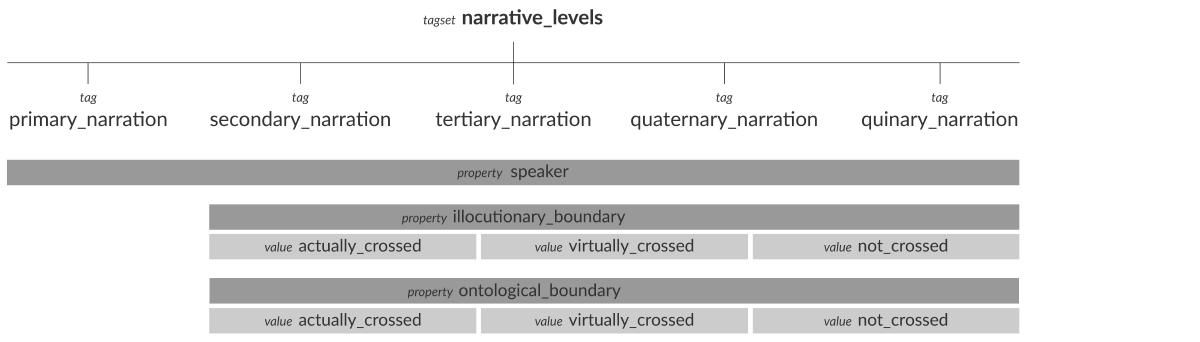 tagset narrative_levels
tag tag tag tag tag
primary_narration secondary_narration tertiary_narration quaternary_narration quinary_narration
property speaker
property illocutionary_boundary
value actually_crossed value virtually_crossed value not_crossed
property ontological_boundary
value actually_crossed value virtually_crossed value not_crossed